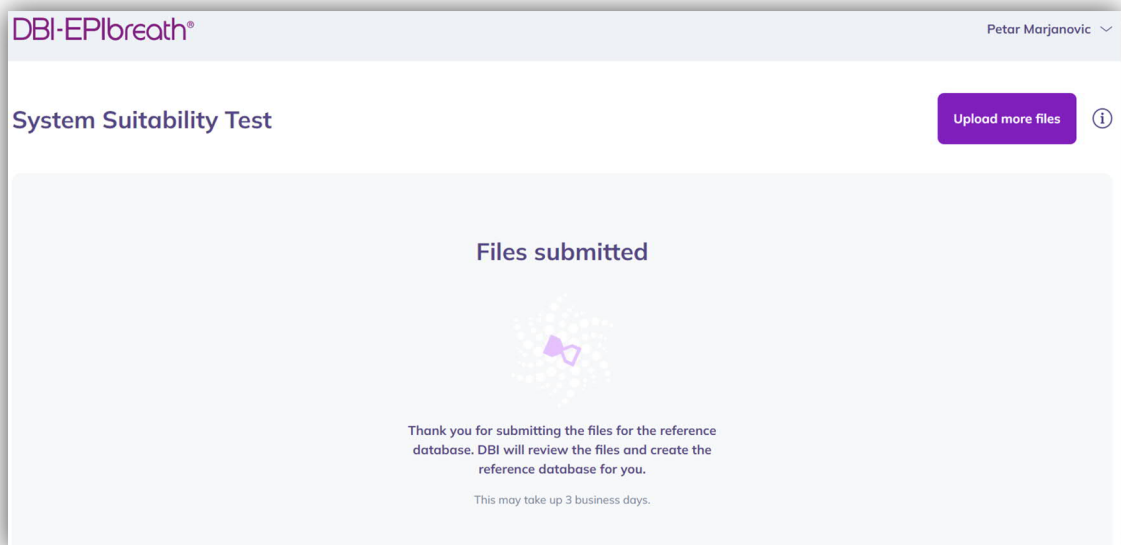 DBI-EPIbreath®
Petar Marjanovic
System Suitability Test
Upload more files
Files submitted
Thank you for submitting the files for the reference
database. DBI will review the files and create the
reference database for you.
This may take up 3 business days.